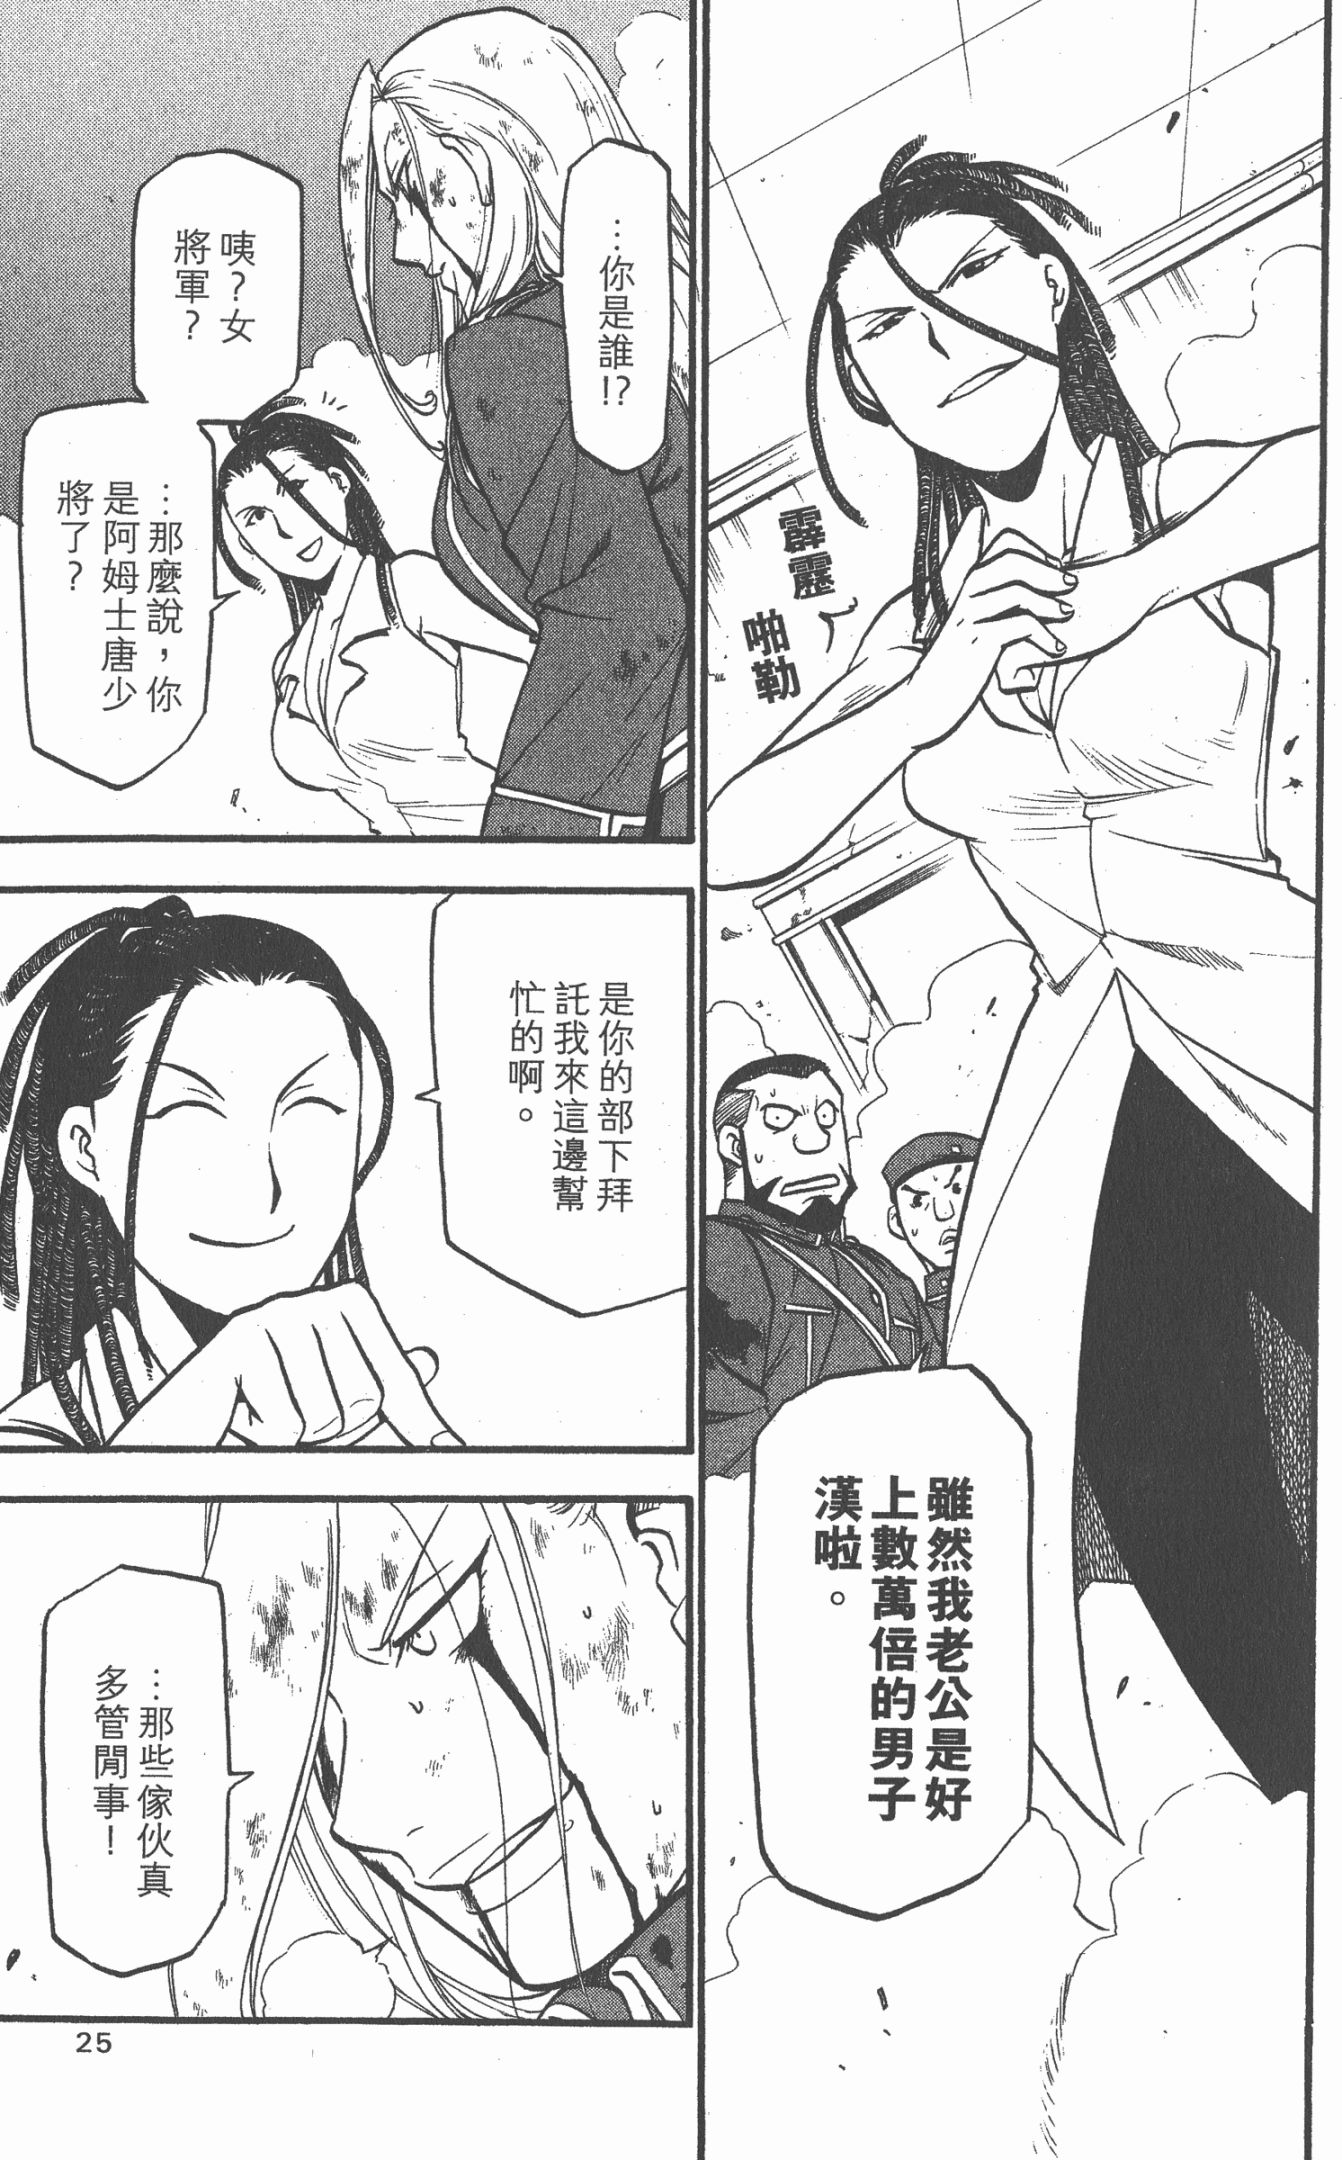 霹靂
啪勒
雖然我老公是好
上數萬倍的男子
漢啦。
…你是誰!?
咦？女
將軍？
…那麼說，你
是阿姆士唐少
將了？
是你的部下拜
託我來這邊幫
忙的啊。
…那些傢伙真
多管閒事！
25